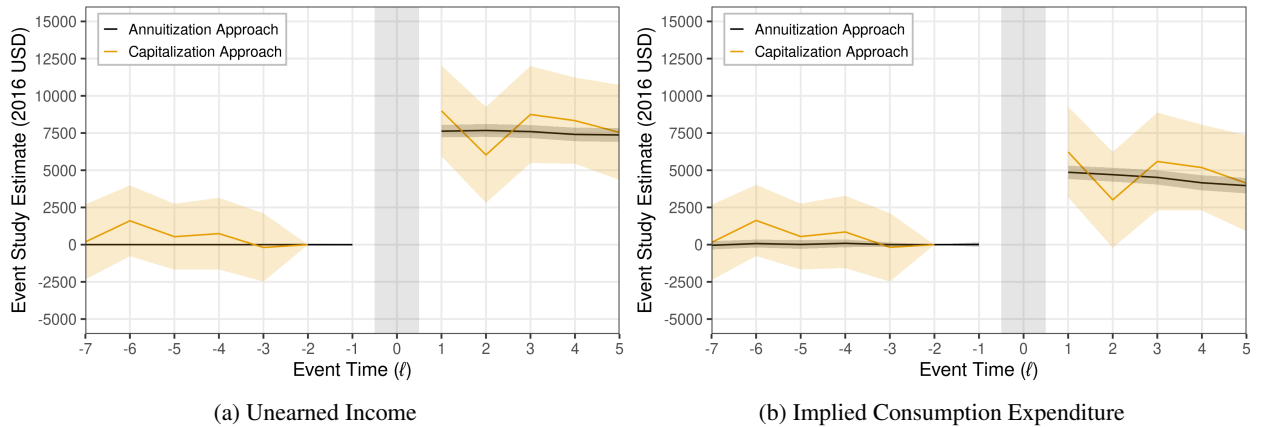 Event Study Estimate (2016 USD)
15000
12500
10000
7500
5000
2500
0
-2500
-5000
Annuitization Approach
Capitalization Approach
-7 -6 -5 -4 -3 -2 -1 0 1 2 3 4 5
Event Time (ℓ)
(a) Unearned Income
Event Study Estimate (2016 USD)
15000
12500
10000
7500
5000
2500
0
-2500
-5000
Annuitization Approach
Capitalization Approach
-7 -6 -5 -4 -3 -2 -1 0 1 2 3 4 5
Event Time (ℓ)
(b) Implied Consumption Expenditure